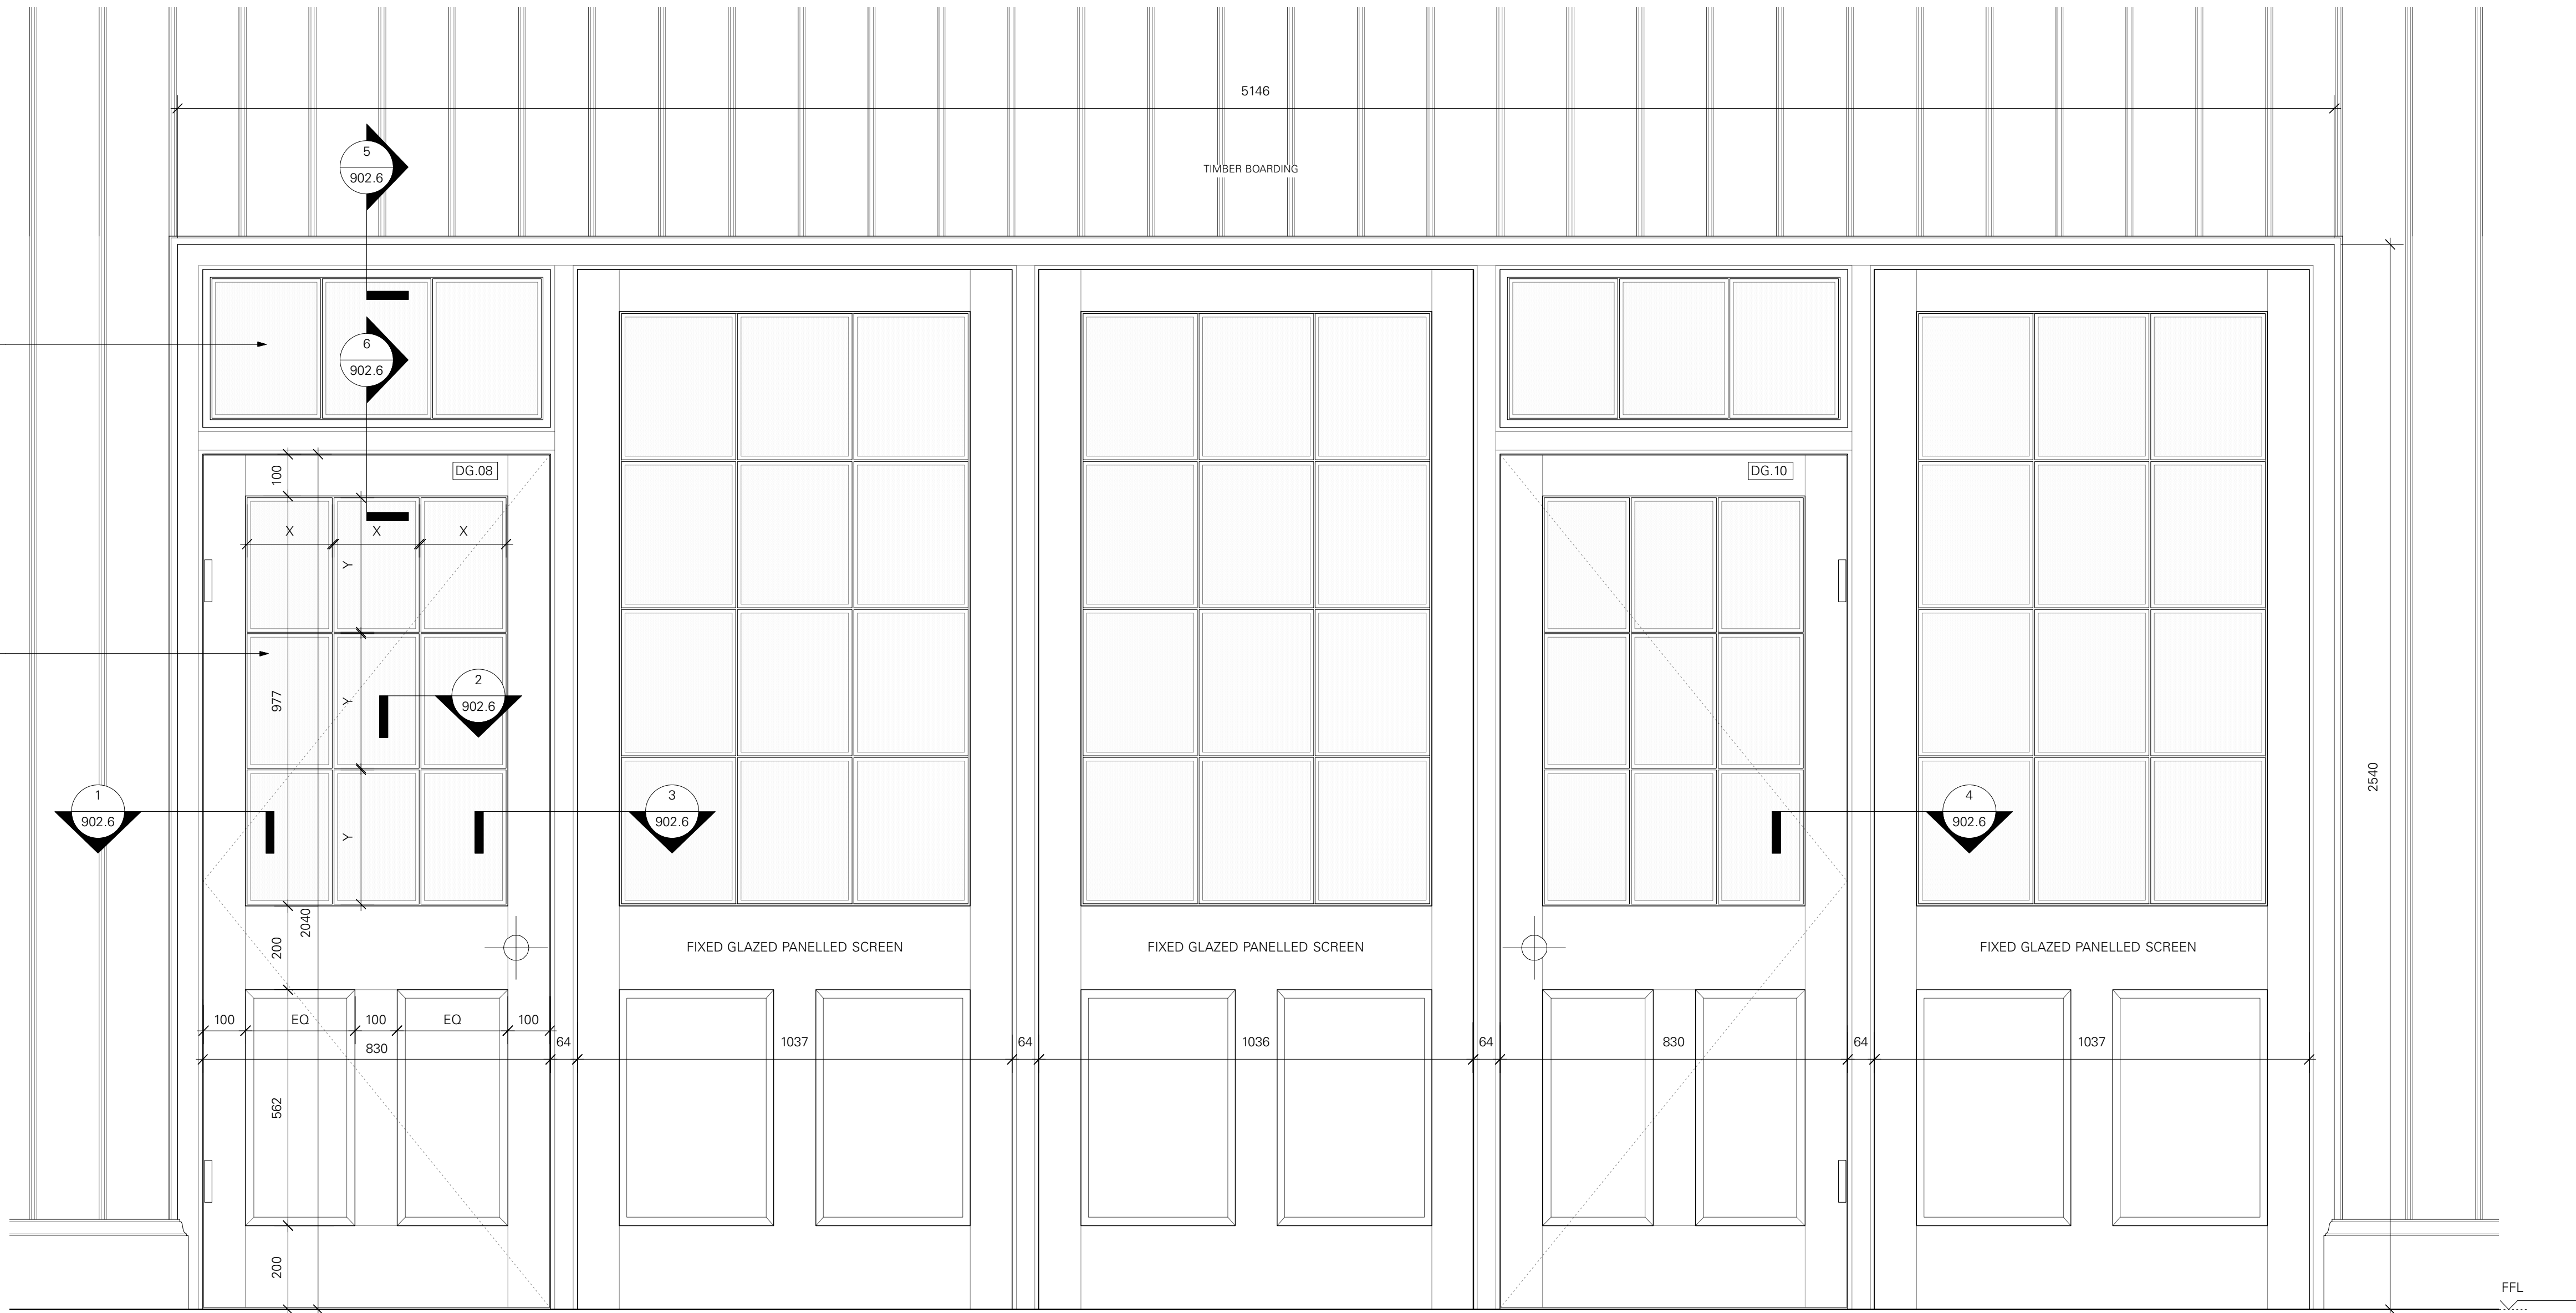 5146
TIMBER BOARDING
5
902.6
6
902.6
DG.08
DG.10
100
X
X
X
Y
2
902.6
977
Y
2540
1
902.6
3
902.6
4
902.6
Y
2040
200
FIXED GLAZED PANELLED SCREEN
FIXED GLAZED PANELLED SCREEN
FIXED GLAZED PANELLED SCREEN
100
EQ
100
EQ
100
830
64
1037
64
1036
64
830
64
1037
562
200
FFL